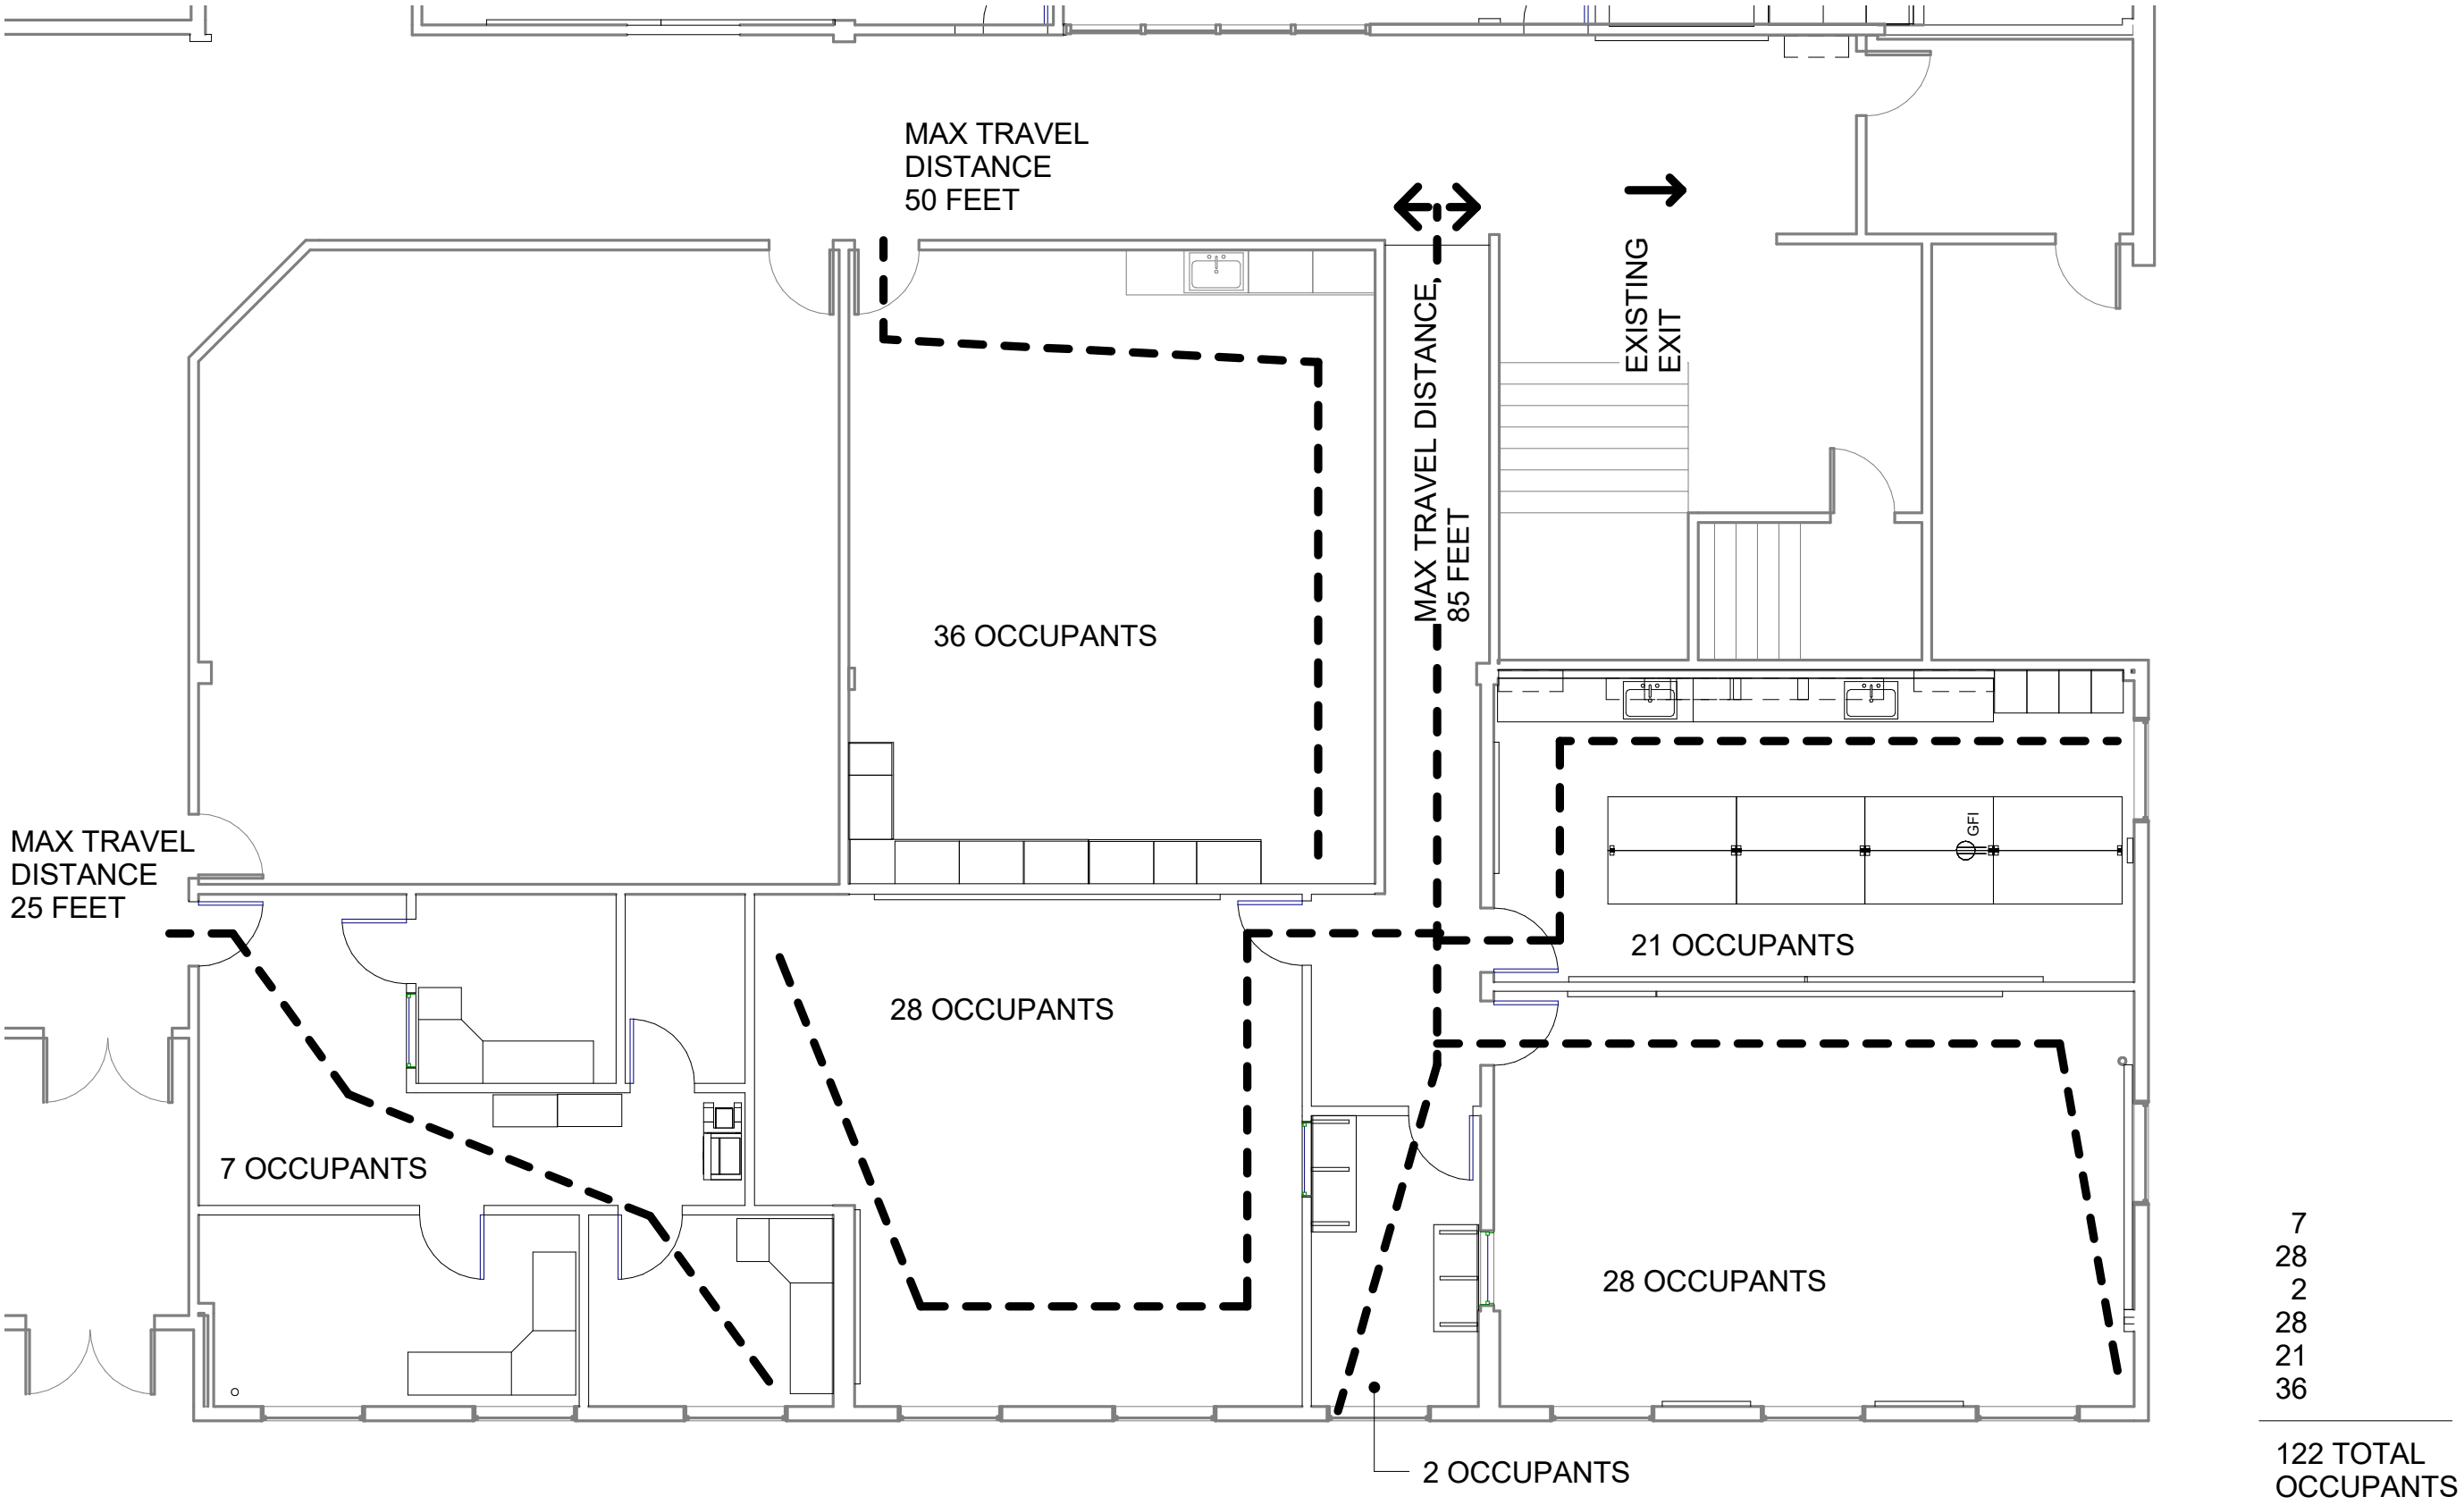 MAX TRAVEL
DISTANCE
50 FEET
EXISTING
EXIT
MAX TRAVEL DISTANCE
85 FEET
36 OCCUPANTS
MAX TRAVEL
DISTANCE
25 FEET
GFI
21 OCCUPANTS
28 OCCUPANTS
7 OCCUPANTS
28 OCCUPANTS
2 OCCUPANTS
7
28
2
28
21
36
122 TOTAL
OCCUPANTS